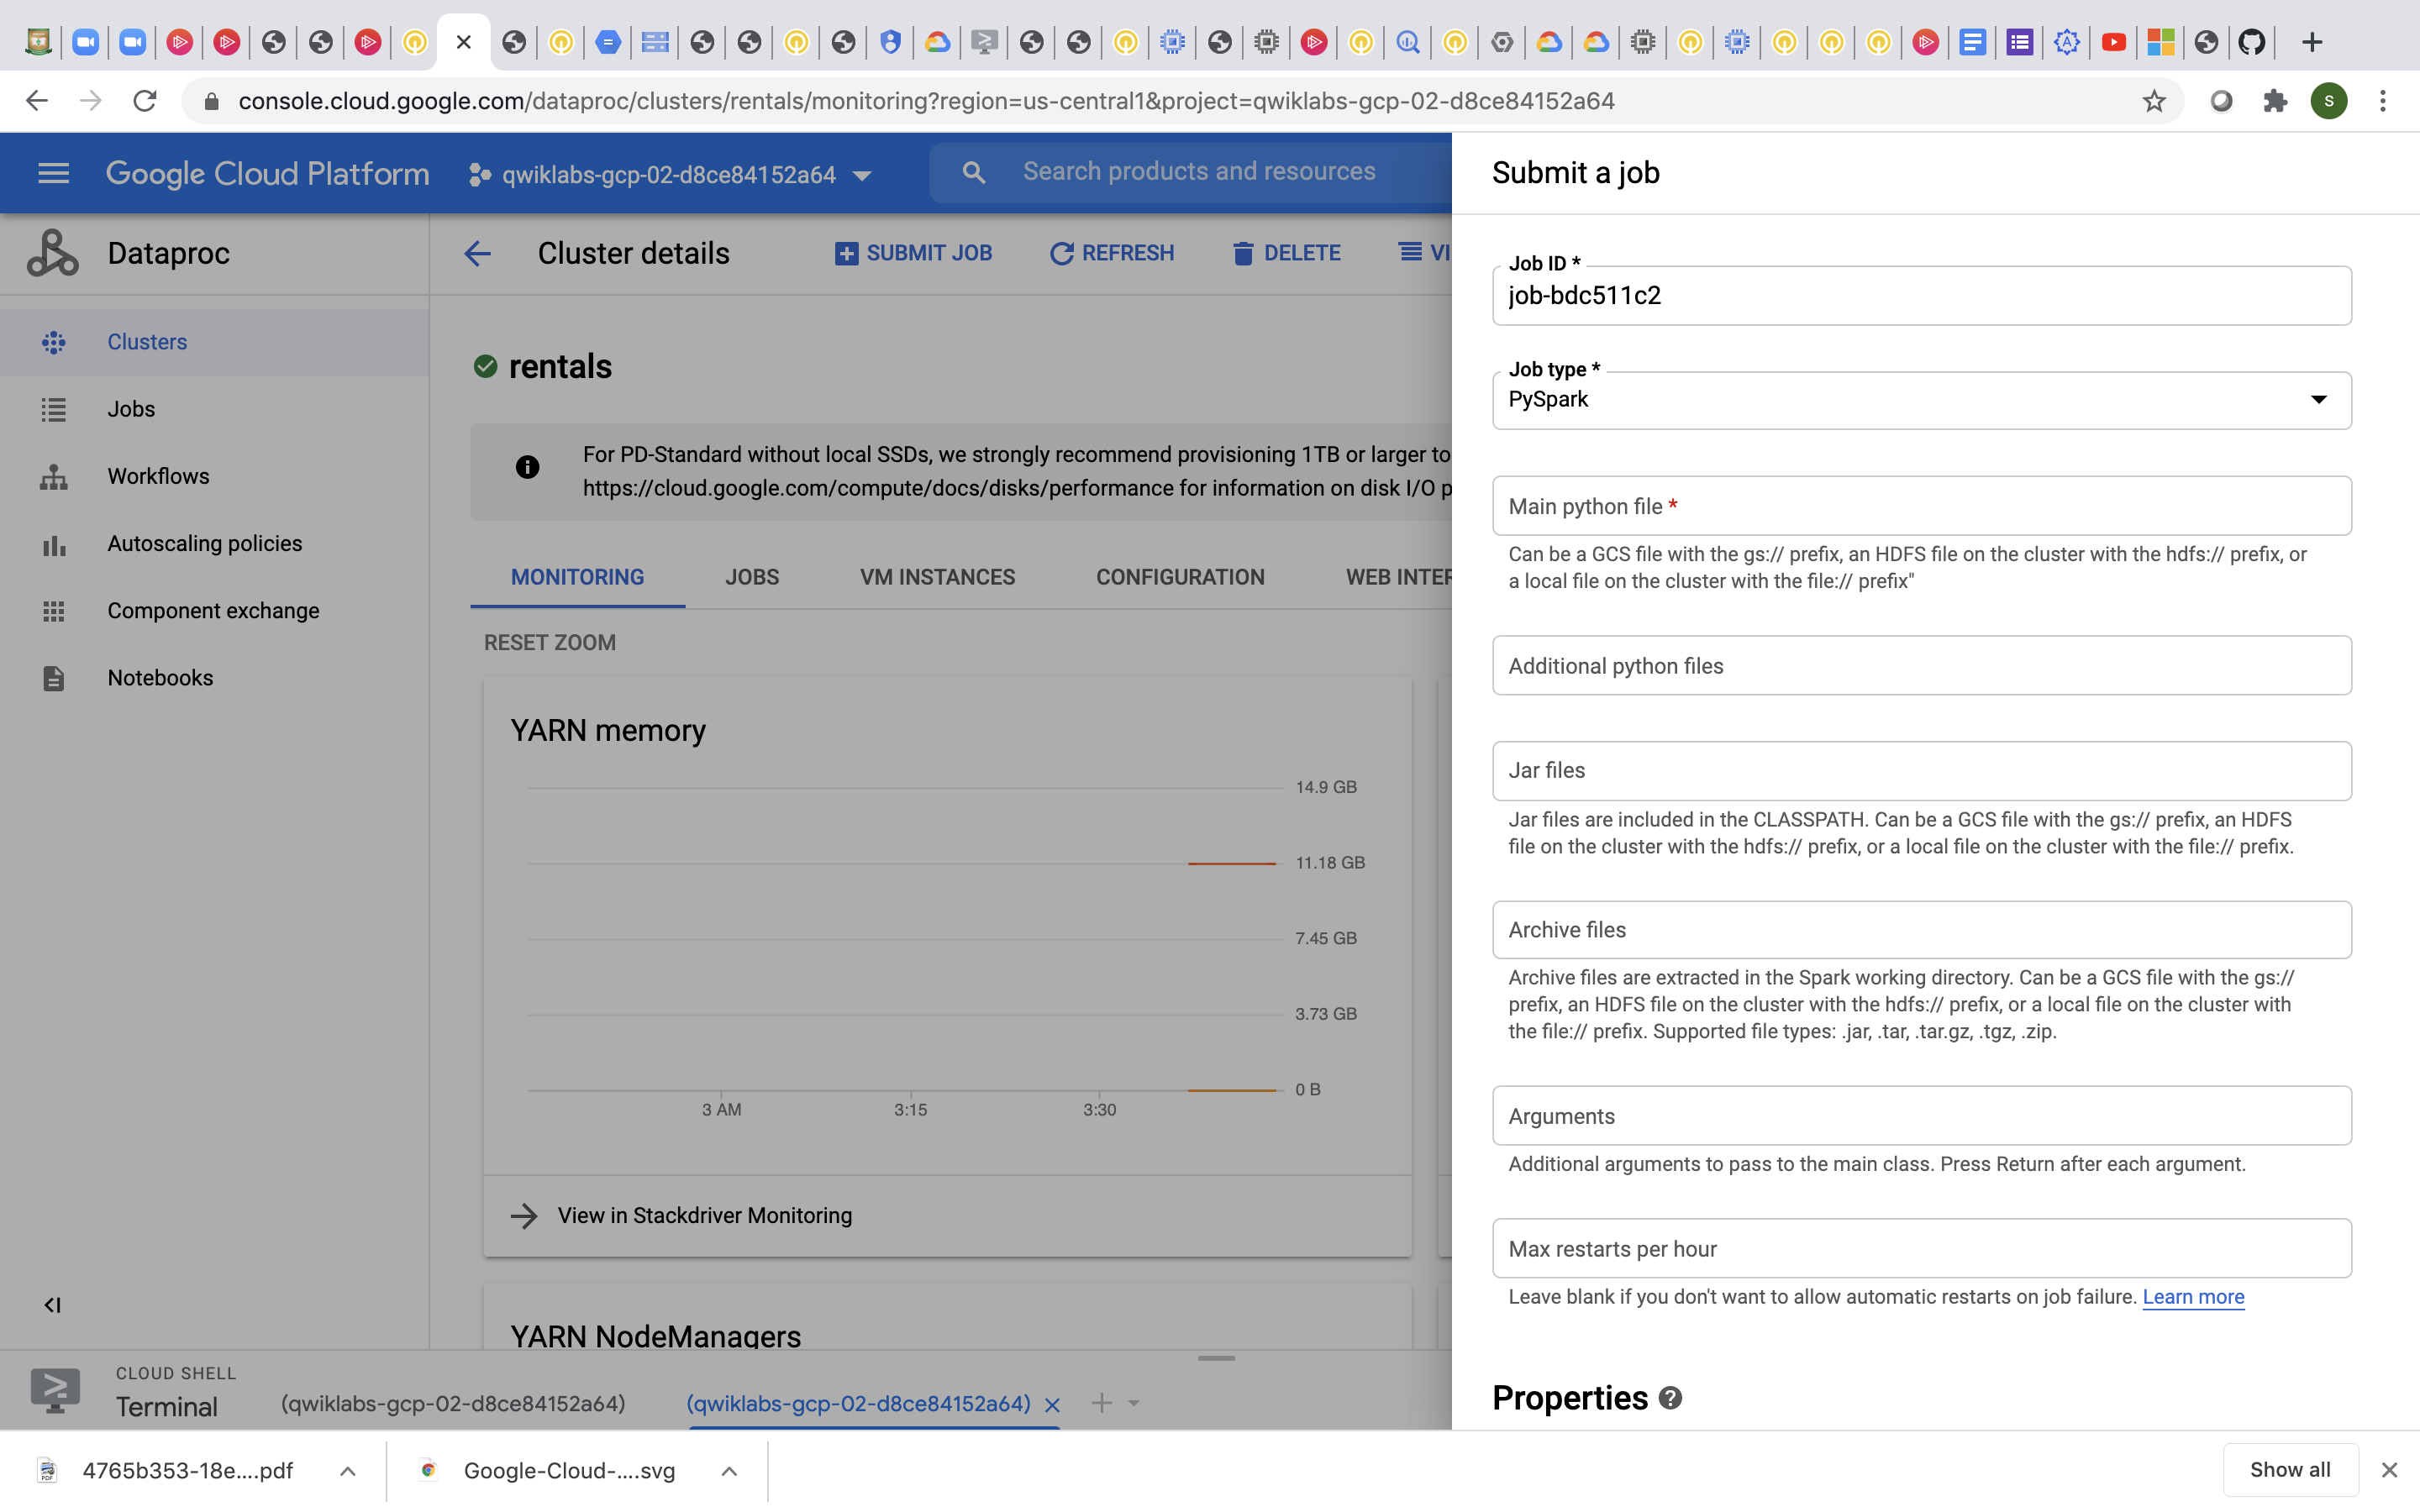 console.cloud.google.com/dataproc/clusters/rentals/monitoring?region=us-central1&project=qwiklabs-gcp-02-d8ce84152a64
S
Google Cloud Platform
qwiklabs-gcp-02-d8ce84152a64
Search products and resources
Dataproc
Clusters
Jobs
Workflows
Autoscaling policies
Component exchange
Notebooks
Cluster details
SUBMIT JOB
REFRESH
DELETE
VI
rentals
For PD-Standard without local SSDs, we strongly recommend provisioning 1TB or larger to
https://cloud.google.com/compute/docs/disks/performance for information on disk I/O p
MONITORING
JOBS
VM INSTANCES
CONFIGURATION
WEB INTER
RESET ZOOM
YARN memory
14.9 GB
11.18 GB
7.45 GB
3.73 GB
0 B
3 AM
3:15
3:30
View in Stackdriver Monitoring
YARN NodeManagers
Submit a job
Job ID *
job-bdc511c2
Job type *
PySpark
Main python file *
Can be a GCS file with the gs:// prefix, an HDFS file on the cluster with the hdfs:// prefix, or
a local file on the cluster with the file:// prefix"
Additional python files
Jar files
Jar files are included in the CLASSPATH. Can be a GCS file with the gs:// prefix, an HDFS
file on the cluster with the hdfs:// prefix, or a local file on the cluster with the file:// prefix.
Archive files
Archive files are extracted in the Spark working directory. Can be a GCS file with the gs://
prefix, an HDFS file on the cluster with the hdfs:// prefix, or a local file on the cluster with
the file:// prefix. Supported file types: .jar, .tar, .tar.gz, .tgz, .zip.
Arguments
Additional arguments to pass to the main class. Press Return after each argument.
Max restarts per hour
Leave blank if you don't want to allow automatic restarts on job failure. Learn more
Properties
CLOUD SHELL
Terminal
(qwiklabs-gcp-02-d8ce84152a64)
(qwiklabs-gcp-02-d8ce84152a64)
4765b353-18e....pdf
Google-Cloud-....svg
Show all